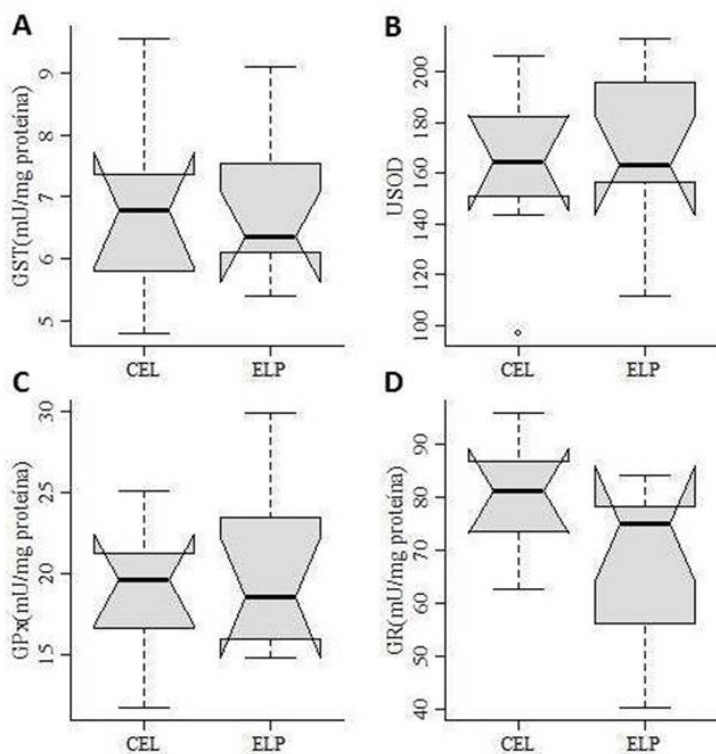 A
GST(mU/mg proteína)
9
8
7
6
5
CEL ELP
B
USOD
200
180
160
140
120
100
CEL ELP
C
GPx(mU/mg proteína)
30
25
20
15
CEL ELP
D
GR(mU/mg proteína)
90
80
70
60
50
40
CEL ELP